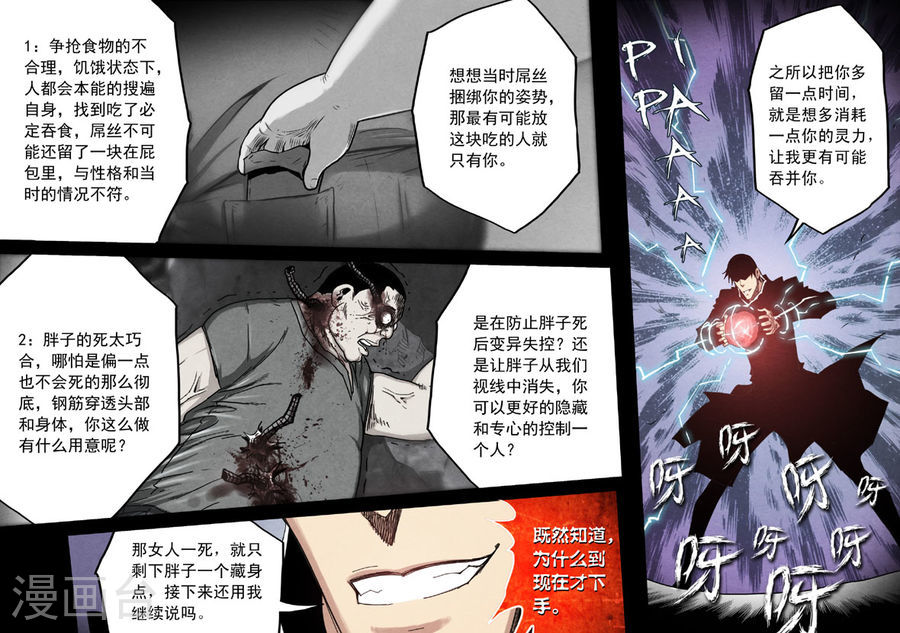 1：争抢食物的不
合理，饥饿状态下，
人都会本能的搜遍
自身，找到吃了必
定吞食，屌丝不可
能还留了一块在屁
包里，与性格和当
时的情况不符。
想想当时屌丝
捆绑你的姿势，
那最有可能放
这块吃的人就
只有你。
2：胖子的死太巧
合，哪怕是偏一点
也不会死的那么彻
底，钢筋穿透头部
和身体，你这么做
有什么用意呢？
是在防止胖子死
后变异失控？还
是让胖子从我们
视线中消失，你
可以更好的隐藏
和专心的控制一
个人？
那女人一死，就只
剩下胖子一个藏身
点，接下来还用我
继续说吗。
既然知道，
为什么到
现在才下
手。
之所以把你多
留一点时间，
就是想多消耗
一点你的灵力，
让我更有可能
吞并你。
PIPAAAAA
呀呀呀呀呀呀呀呀呀
漫画台